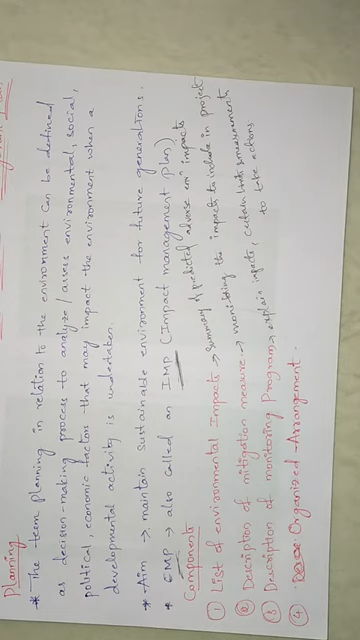 Planning
* The term planning in relation to the environment can be defined
as decision-making process to analyze / assess environmental, social,
political, economic factors that may impact the environment when a
developmental activity is undertaken.
* Aim → maintain sustainable environment for future generations.
* EMP → also called an IMP (Impact management plan)
Components
① List of environmental Impacts → summary of predicted adverse env impacts
② Description of mitigation measure → monitoring the impacts to include in project
③ Description of monitoring Program → explain impacts, certain limits measurements
to take actions
④ Organised Arrangement.